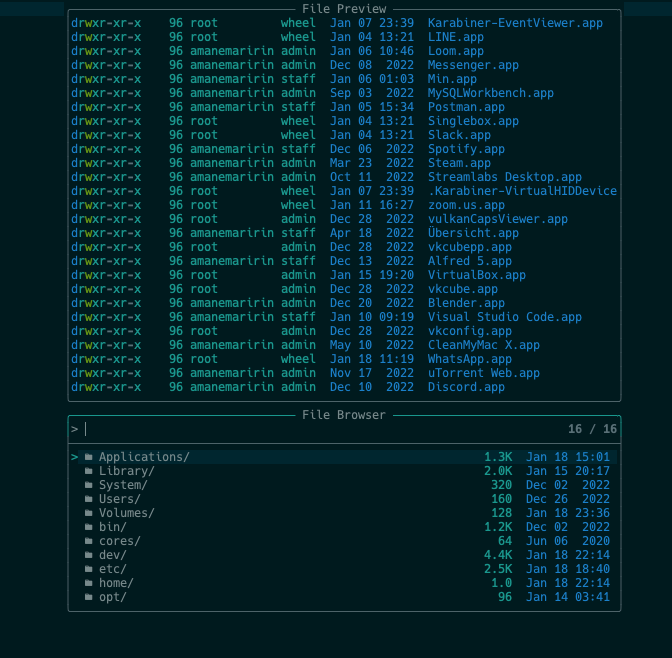 File Preview
drwxr-xr-x 96 root wheel Jan 07 23:39 Karabiner-EventViewer.app
drwxr-xr-x 96 root wheel Jan 04 13:21 LINE.app
drwxr-xr-x 96 amanemaririn admin Jan 06 10:46 Loom.app
drwxr-xr-x 96 amanemaririn admin Dec 08 2022 Messenger.app
drwxr-xr-x 96 amanemaririn staff Jan 06 01:03 Min.app
drwxr-xr-x 96 amanemaririn admin Sep 03 2022 MySQLWorkbench.app
drwxr-xr-x 96 amanemaririn staff Jan 05 15:34 Postman.app
drwxr-xr-x 96 root wheel Jan 04 13:21 Singlebox.app
drwxr-xr-x 96 root wheel Jan 04 13:21 Slack.app
drwxr-xr-x 96 amanemaririn staff Dec 06 2022 Spotify.app
drwxr-xr-x 96 amanemaririn admin Mar 23 2022 Steam.app
drwxr-xr-x 96 amanemaririn admin Oct 11 2022 Streamlabs Desktop.app
drwxr-xr-x 96 root wheel Jan 07 23:39 .Karabiner-VirtualHIDDevice
drwxr-xr-x 96 root wheel Jan 11 16:27 zoom.us.app
drwxr-xr-x 96 root admin Dec 28 2022 vulkanCapsViewer.app
drwxr-xr-x 96 amanemaririn staff Apr 18 2022 Übersicht.app
drwxr-xr-x 96 root admin Dec 28 2022 vkcubepp.app
drwxr-xr-x 96 amanemaririn staff Dec 13 2022 Alfred 5.app
drwxr-xr-x 96 root admin Jan 15 19:20 VirtualBox.app
drwxr-xr-x 96 root admin Dec 28 2022 vkcube.app
drwxr-xr-x 96 amanemaririn admin Dec 20 2022 Blender.app
drwxr-xr-x 96 amanemaririn staff Jan 10 09:19 Visual Studio Code.app
drwxr-xr-x 96 root admin Dec 28 2022 vkconfig.app
drwxr-xr-x 96 amanemaririn admin May 10 2022 CleanMyMac X.app
drwxr-xr-x 96 root wheel Jan 18 11:19 WhatsApp.app
drwxr-xr-x 96 amanemaririn admin Nov 17 2022 uTorrent Web.app
drwxr-xr-x 96 amanemaririn admin Dec 10 2022 Discord.app
File Browser
> 16 / 16
> Applications/ 1.3K Jan 18 15:01
Library/ 2.0K Jan 15 20:17
System/ 320 Dec 02 2022
Users/ 160 Dec 26 2022
Volumes/ 128 Jan 18 23:36
bin/ 1.2K Dec 02 2022
cores/ 64 Jun 06 2020
dev/ 4.4K Jan 18 22:14
etc/ 2.5K Jan 18 18:40
home/ 1.0 Jan 18 22:14
opt/ 96 Jan 14 03:41